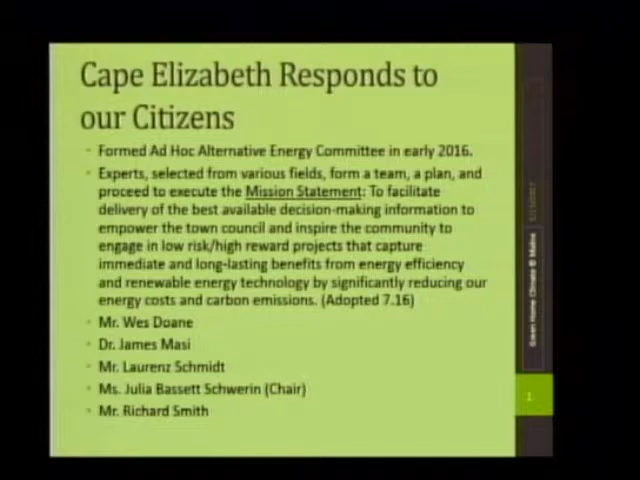 Cape Elizabeth Responds to
our Citizens
Formed Ad Hoc Alternative Energy Committee in early 2016.
Experts, selected from various fields, form a team, a plan, and
proceed to execute the Mission Statement: To facilitate
delivery of the best available decision-making information to
empower the town council and inspire the community to
engage in low risk/high reward projects that capture
immediate and long-lasting benefits from energy efficiency
and renewable energy technology by significantly reducing our
energy costs and carbon emissions. (Adopted 7.16)
Mr. Wes Doane
Dr. James Masi
Mr. Laurenz Schmidt
Ms. Julia Bassett Schwerin (Chair)
Mr. Richard Smith
Green Home Climate
1